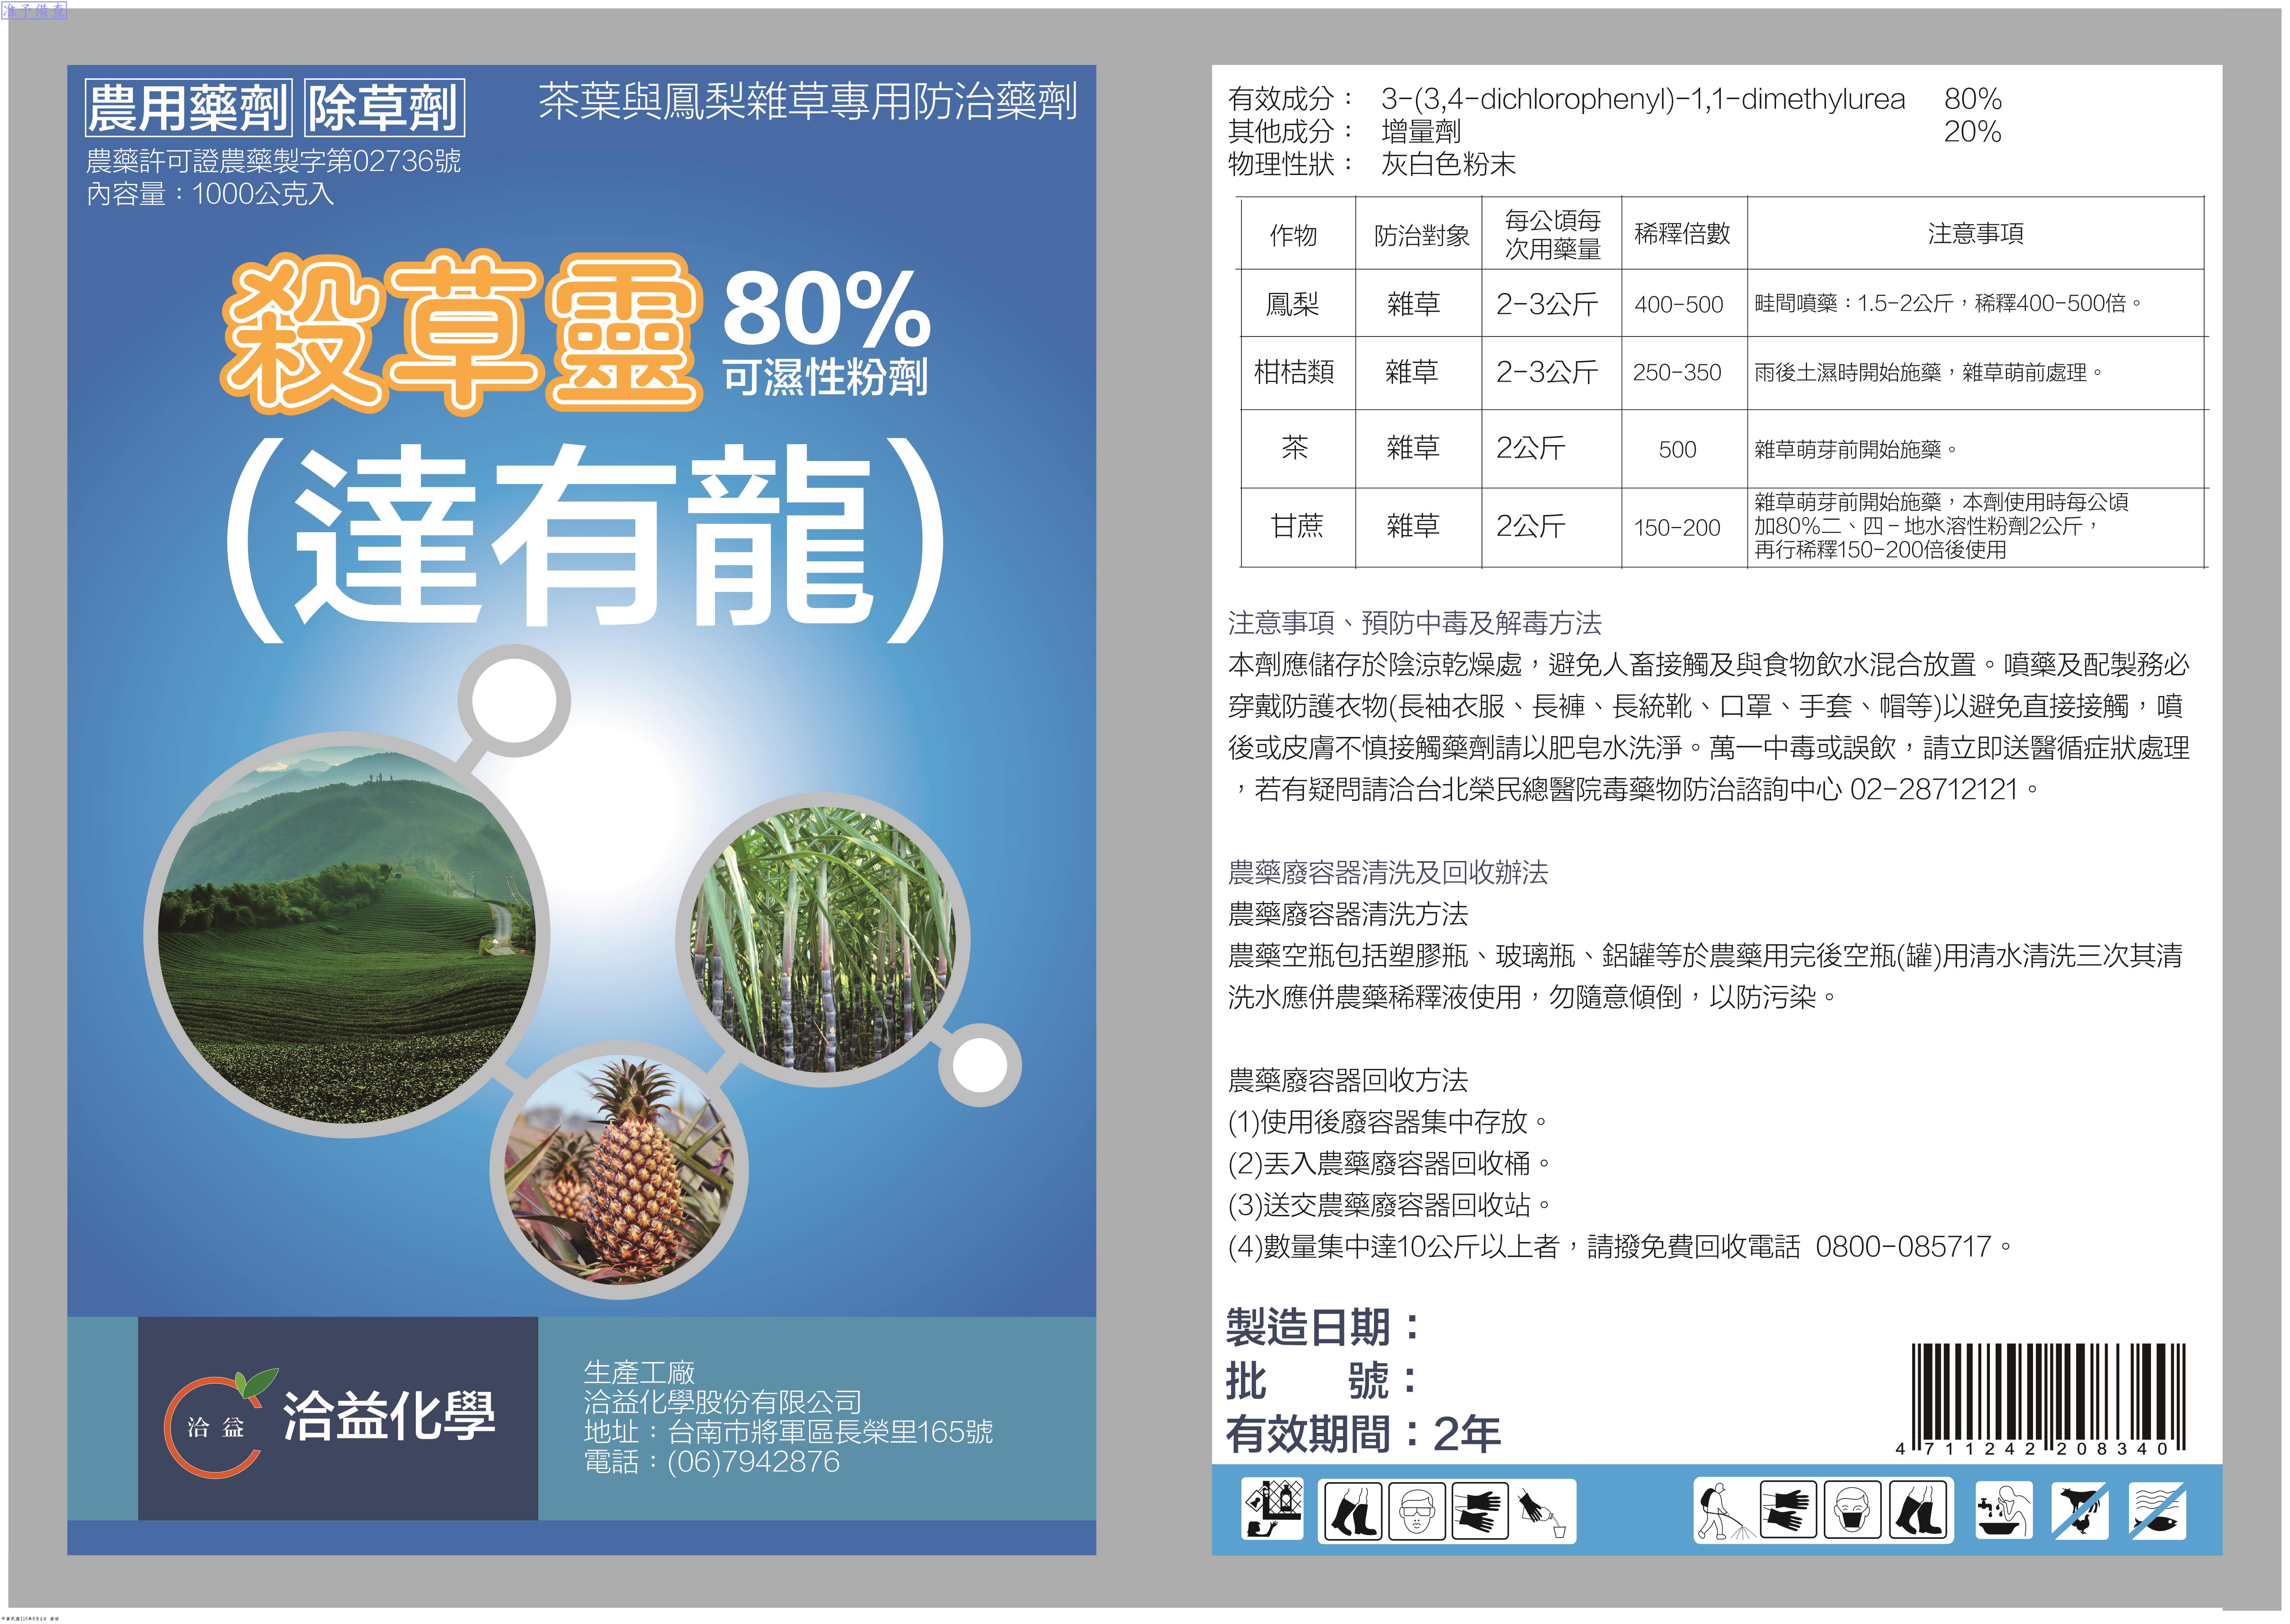 准予備查
農用藥劑 除草劑
茶葉與鳳梨雜草專用防治藥劑
農藥許可證農藥製字第02736號
內容量：1000公克入
殺草靈 80%
可濕性粉劑
(達有龍)
洽益
洽益化學
生產工廠
洽益化學股份有限公司
地址：台南市將軍區長榮里165號
電話：(06)7942876
有效成分： 3-(3,4-dichlorophenyl)-1,1-dimethylurea 80%
其他成分： 增量劑 20%
物理性狀： 灰白色粉末
作物 防治對象 每公頃每次用藥量 稀釋倍數 注意事項
鳳梨 雜草 2-3公斤 400-500 畦間噴藥：1.5-2公斤，稀釋400-500倍。
柑桔類 雜草 2-3公斤 250-350 雨後土濕時開始施藥，雜草萌前處理。
茶 雜草 2公斤 500 雜草萌芽前開始施藥。
甘蔗 雜草 2公斤 150-200 雜草萌芽前開始施藥，本劑使用時每公頃
加80%二、四-地水溶性粉劑2公斤，
再行稀釋150-200倍後使用
注意事項、預防中毒及解毒方法
本劑應儲存於陰涼乾燥處，避免人畜接觸及與食物飲水混合放置。噴藥及配製務必
穿戴防護衣物(長袖衣服、長褲、長統靴、口罩、手套、帽等)以避免直接接觸，噴
後或皮膚不慎接觸藥劑請以肥皂水洗淨。萬一中毒或誤飲，請立即送醫循症狀處理
，若有疑問請洽台北榮民總醫院毒藥物防治諮詢中心 02-28712121。
農藥廢容器清洗及回收辦法
農藥廢容器清洗方法
農藥空瓶包括塑膠瓶、玻璃瓶、鋁罐等於農藥用完後空瓶(罐)用清水清洗三次其清
洗水應併農藥稀釋液使用，勿隨意傾倒，以防污染。
農藥廢容器回收方法
(1)使用後廢容器集中存放。
(2)丟入農藥廢容器回收桶。
(3)送交農藥廢容器回收站。
(4)數量集中達10公斤以上者，請撥免費回收電話 0800-085717。
製造日期：
批 號：
有效期間：2年
4 711242 208340